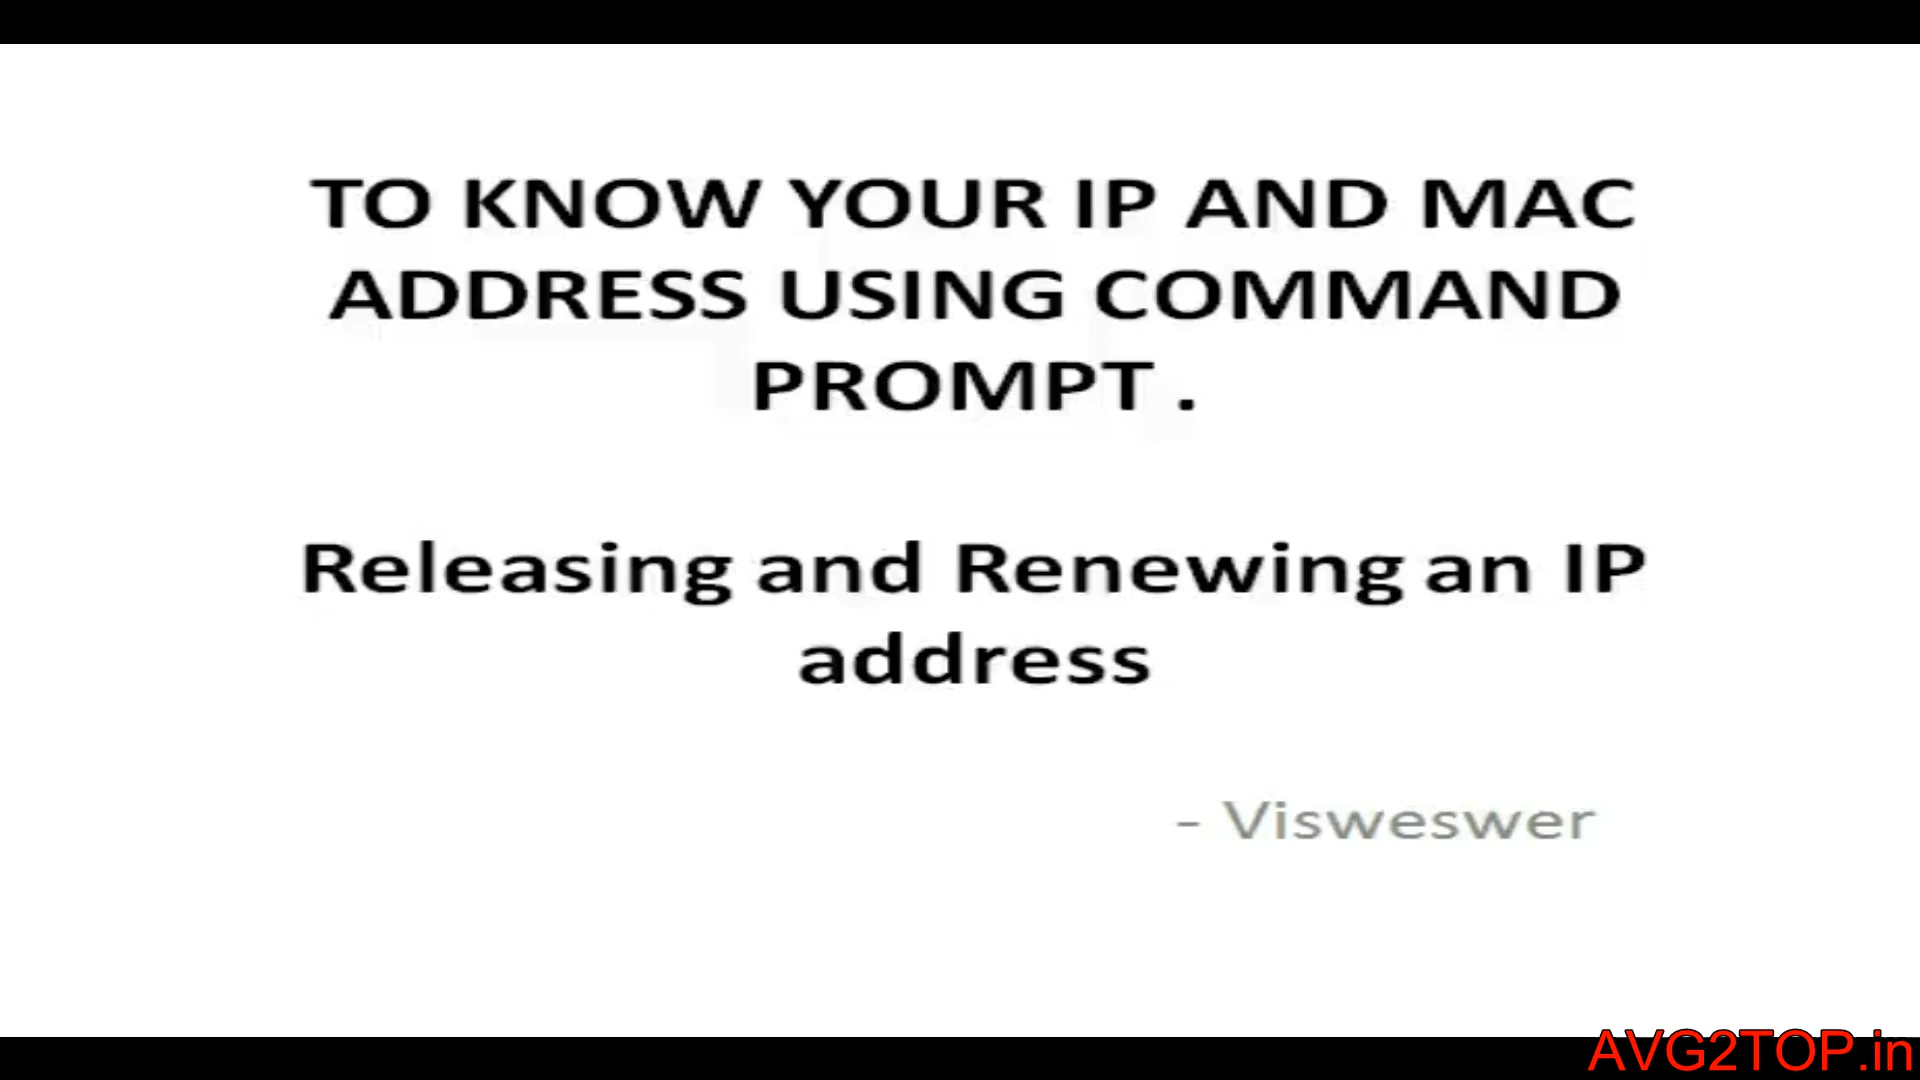 TO KNOW YOUR IP AND MAC
ADDRESS USING COMMAND
PROMPT .
Releasing and Renewing an IP
address
- Visweswer
AVG2TOP.in